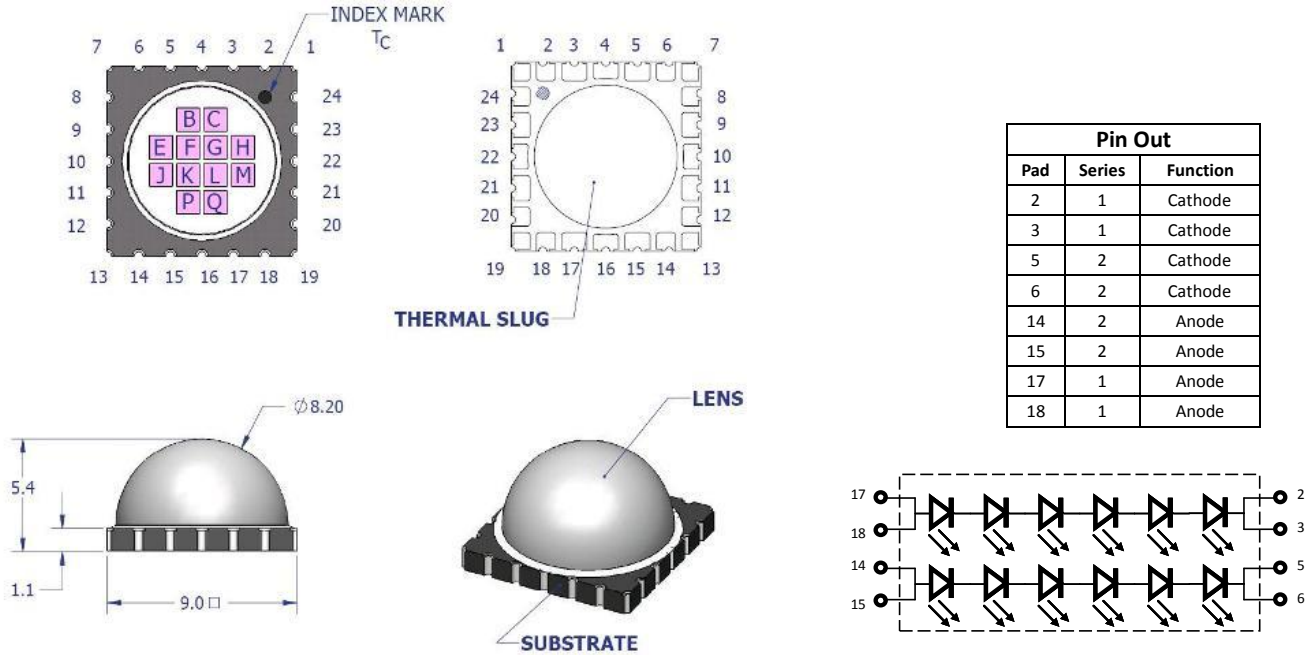 INDEX MARK
TC
7 6 5 4 3 2 1
8 24
9 23
10 22
11 21
12 20
13 14 15 16 17 18 19
B C
E F G H
J K L M
P Q
1 2 3 4 5 6 7
24 8
23 9
22 10
21 11
20 12
19 18 17 16 15 14 13
THERMAL SLUG
Pin Out
Pad Series Function
2 1 Cathode
3 1 Cathode
5 2 Cathode
6 2 Cathode
14 2 Anode
15 2 Anode
17 1 Anode
18 1 Anode
∅8.20
5.4
1.1
9.0 □
LENS
SUBSTRATE
17 2
18 3
14 5
15 6